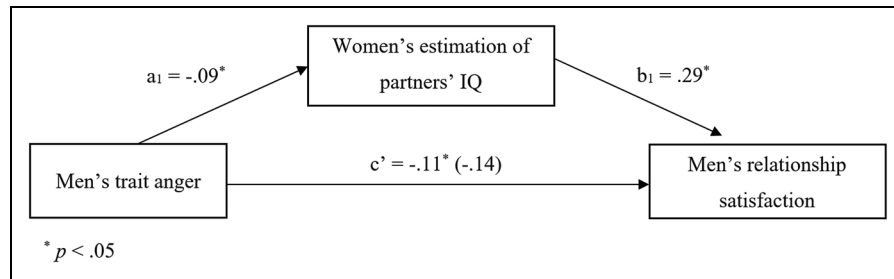 Women’s estimation of
partners’ IQ
a₁ = -.09*
b₁ = .29*
Men’s trait anger
c’ = -.11* (-.14)
Men’s relationship
satisfaction
* p < .05